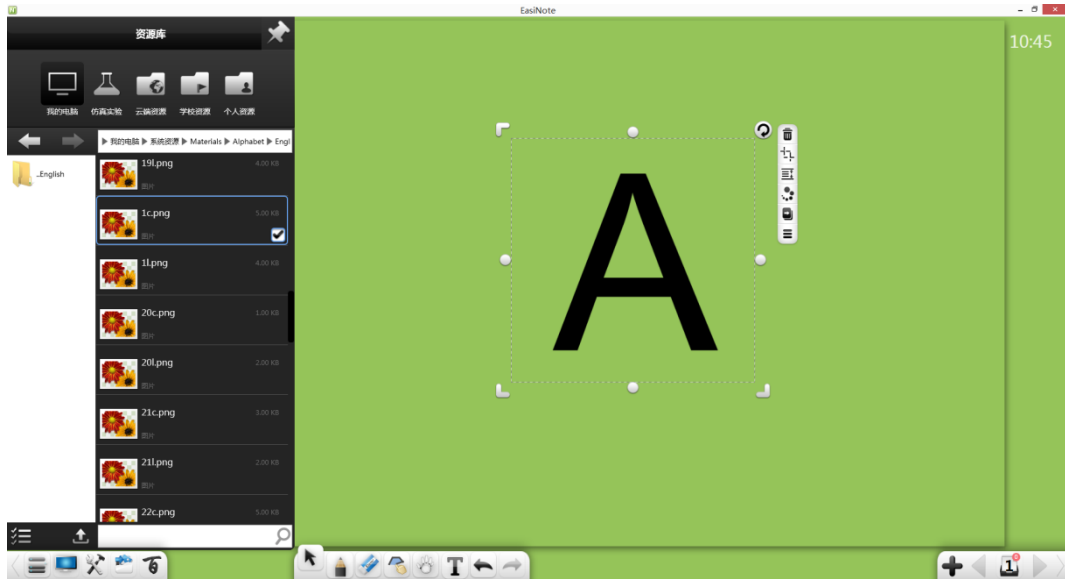 EasiNote
10:45
资源库
我的电脑 仿真实验 云端资源 学校资源 个人资源
▶ 我的电脑 ▶ 系统资源 ▶ Materials ▶ Alphabet ▶ Engl
..English
19l.png 4.00 KB
图片
1c.png 5.00 KB
图片
1l.png 4.00 KB
图片
20c.png 1.00 KB
图片
20l.png 2.00 KB
图片
21c.png 3.00 KB
图片
21l.png 2.00 KB
图片
22c.png 5.00 KB
A
T
1